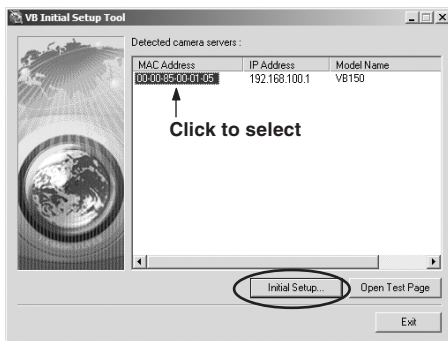 VB Initial Setup Tool
Detected camera servers :
MAC Address IP Address Model Name
00-00-85-00-01-05 192.168.100.1 VB150
Click to select
Initial Setup... Open Test Page
Exit